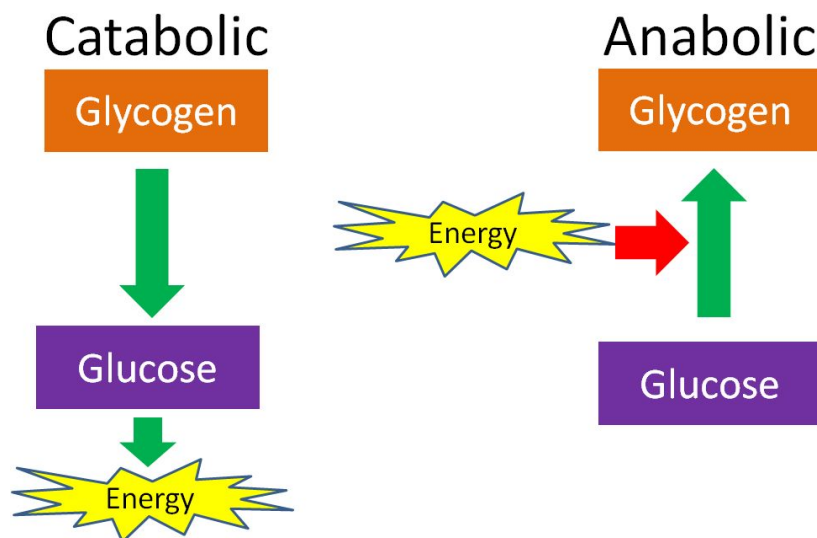 Catabolic
Glycogen
Glucose
Energy
Anabolic
Glycogen
Energy
Glucose